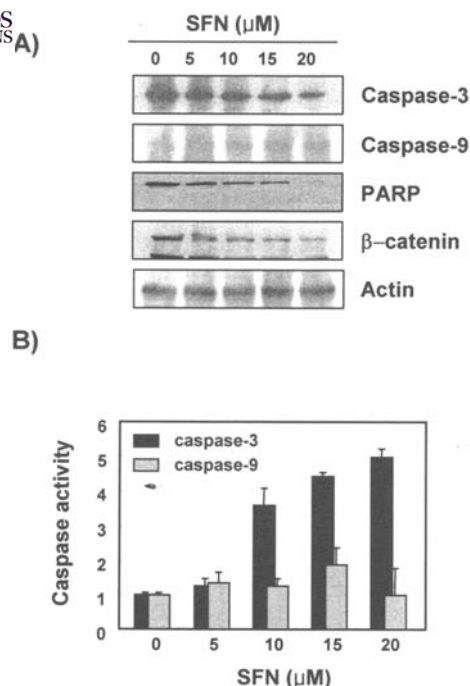 SFN (μM)
A)
0 5 10 15 20
Caspase-3
Caspase-9
PARP
β–catenin
Actin
B)
6
5
4
3
2
1
0
caspase-3
caspase-9
Caspase activity
0 5 10 15 20
SFN (μM)